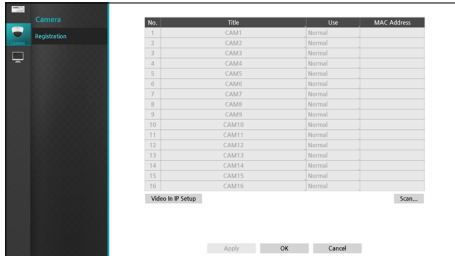 Camera
Registration
No. Title Use MAC Address
1 CAM1 Normal
2 CAM2 Normal
3 CAM3 Normal
4 CAM4 Normal
5 CAM5 Normal
6 CAM6 Normal
7 CAM7 Normal
8 CAM8 Normal
9 CAM9 Normal
10 CAM10 Normal
11 CAM11 Normal
12 CAM12 Normal
13 CAM13 Normal
14 CAM14 Normal
15 CAM15 Normal
16 CAM16 Normal
Video In IP Setup Scan...
Apply OK Cancel